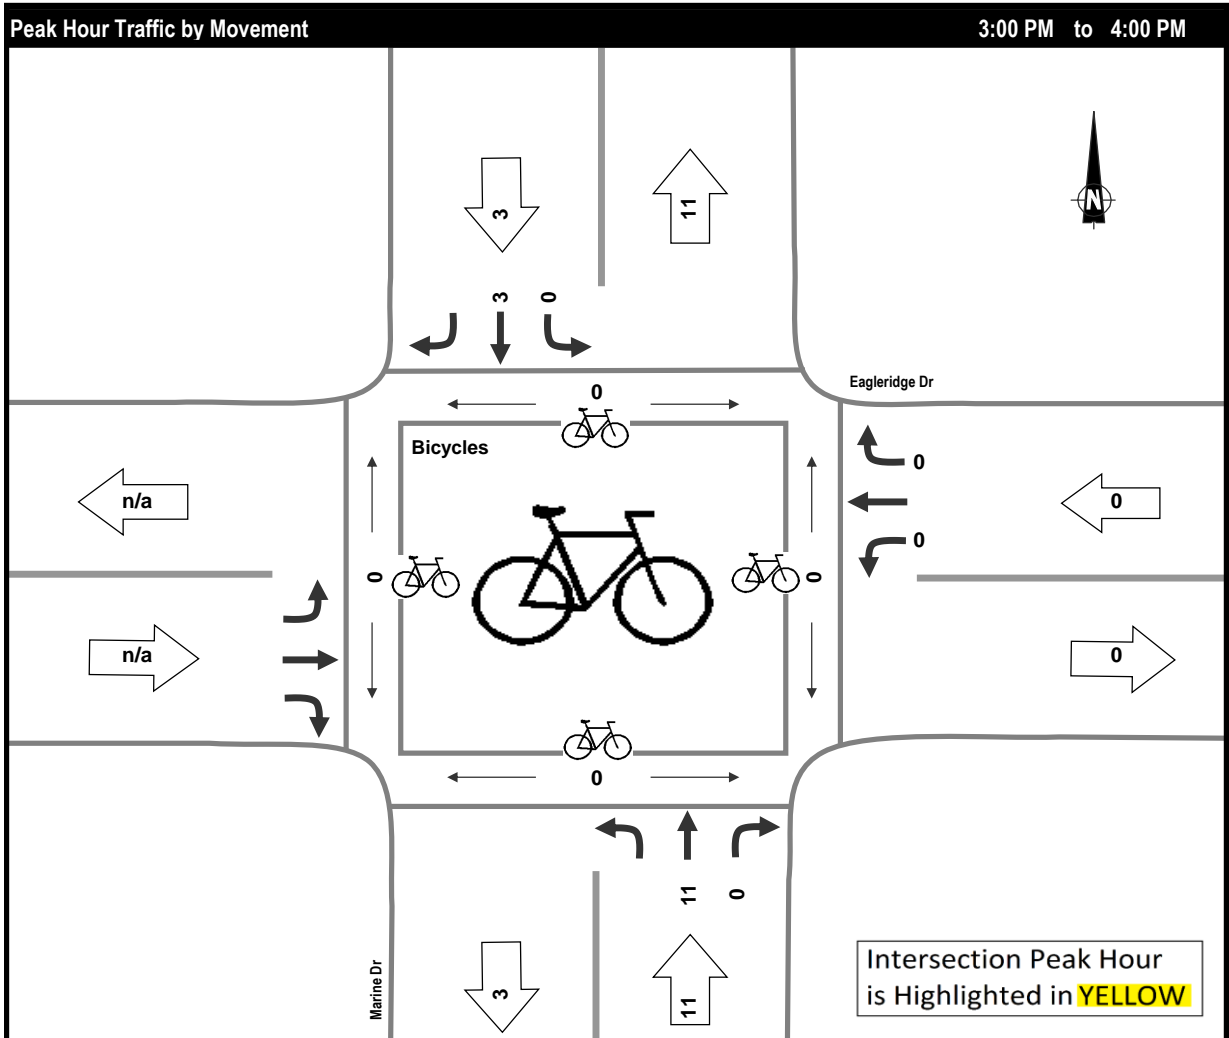 Peak Hour Traffic by Movement 3:00 PM to 4:00 PM
3
11
N
3 0
Eagleridge Dr
0
Bicycles
0
n/a
0
0
0
0
n/a
0
0
11 0
Marine Dr
3
11
Intersection Peak Hour
is Highlighted in YELLOW